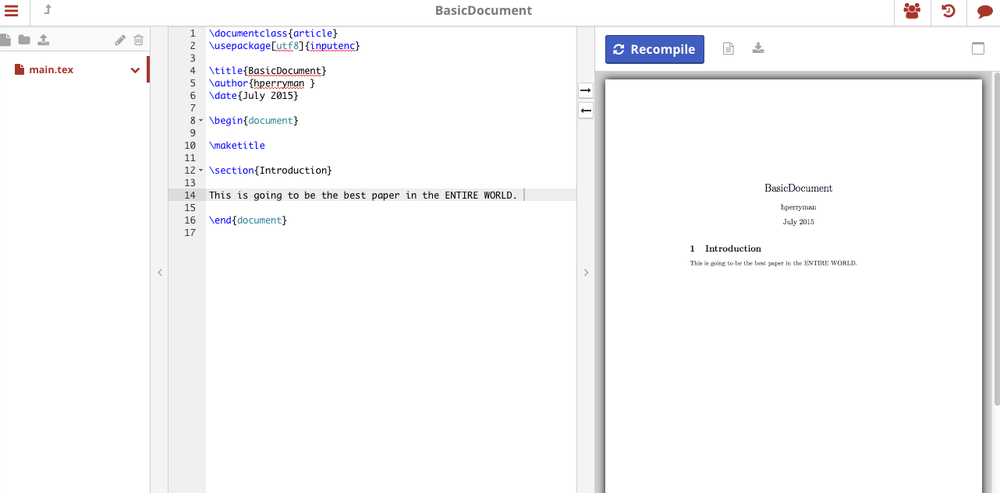 BasicDocument
main.tex
1 \documentclass{article}
2 \usepackage[utf8]{inputenc}
3
4 \title{BasicDocument}
5 \author{hperryman }
6 \date{July 2015}
7
8 \begin{document}
9
10 \maketitle
11
12 \section{Introduction}
13
14 This is going to be the best paper in the ENTIRE WORLD.
15
16 \end{document}
17
Recompile
BasicDocument
hperryman
July 2015
1 Introduction
This is going to be the best paper in the ENTIRE WORLD.